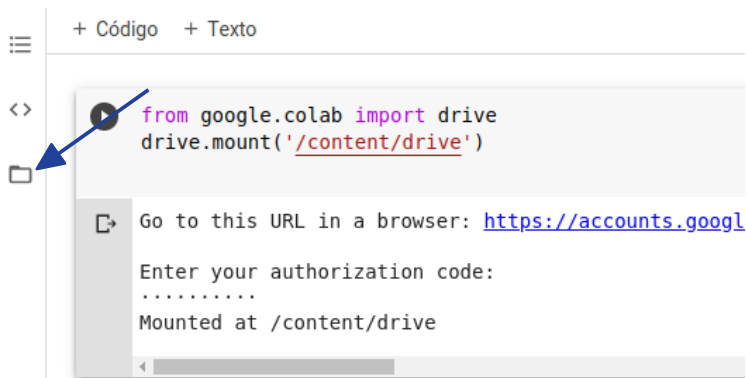 + Código + Texto
from google.colab import drive
drive.mount('/content/drive')
Go to this URL in a browser: https://accounts.googl
Enter your authorization code:
··········
Mounted at /content/drive